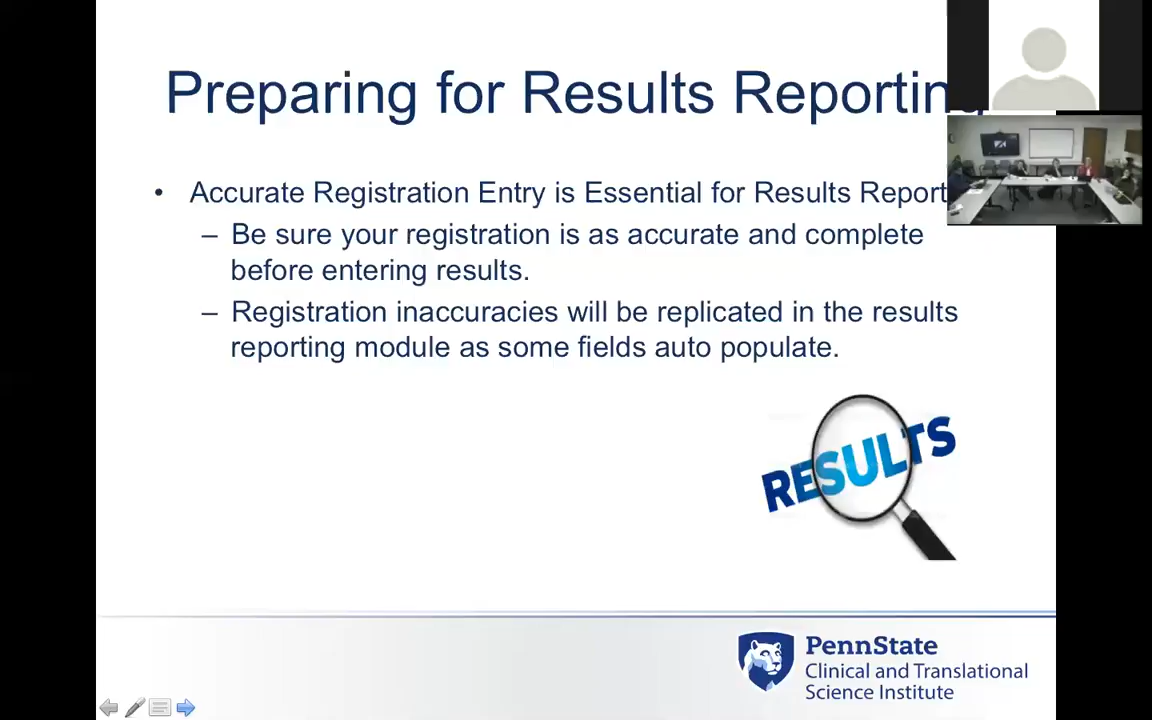 Preparing for Results Reporting
• Accurate Registration Entry is Essential for Results Report
– Be sure your registration is as accurate and complete
before entering results.
– Registration inaccuracies will be replicated in the results
reporting module as some fields auto populate.
RESULTS
PennState
Clinical and Translational
Science Institute